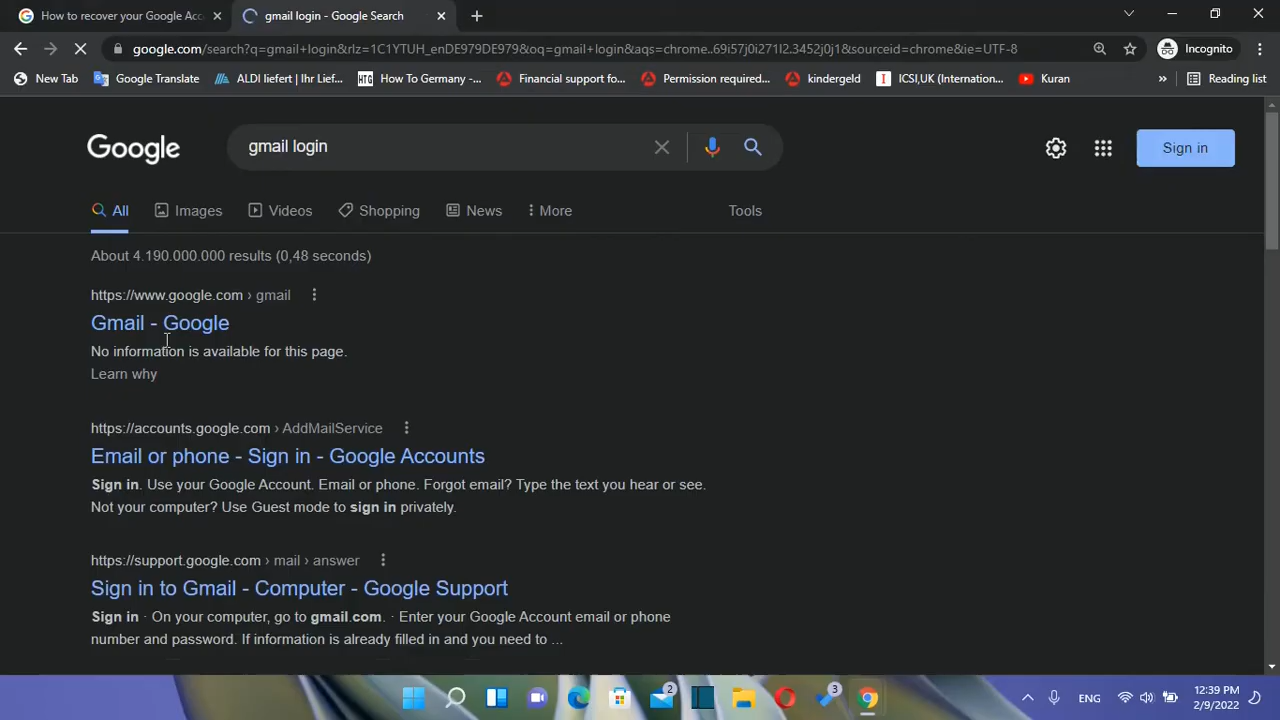 How to recover your Google Acc
gmail login - Google Search
google.com/search?q=gmail+login&rlz=1C1YTUH_enDE979DE979&oq=gmail+login&aqs=chrome..69i57j0i271l2.3452j0j1&sourceid=chrome&ie=UTF-8
Incognito
New Tab
Google Translate
ALDI liefert | Ihr Lief...
HTG
How To Germany -...
Financial support fo...
Permission required...
kindergeld
ICSI,UK (Internation...
Kuran
»
Reading list
Google
gmail login
Sign in
All
Images
Videos
Shopping
News
More
Tools
About 4.190.000.000 results (0,48 seconds)
https://www.google.com › gmail
Gmail - Google
No information is available for this page.
Learn why
https://accounts.google.com › AddMailService
Email or phone - Sign in - Google Accounts
Sign in. Use your Google Account. Email or phone. Forgot email? Type the text you hear or see.
Not your computer? Use Guest mode to sign in privately.
https://support.google.com › mail › answer
Sign in to Gmail - Computer - Google Support
Sign in · On your computer, go to gmail.com. · Enter your Google Account email or phone
number and password. If information is already filled in and you need to ...
2
3
ENG
12:39 PM
2/9/2022